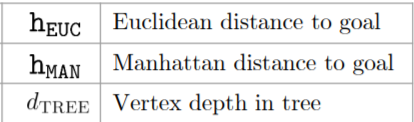 hEUC Euclidean distance to goal
hMAN Manhattan distance to goal
dTREE Vertex depth in tree